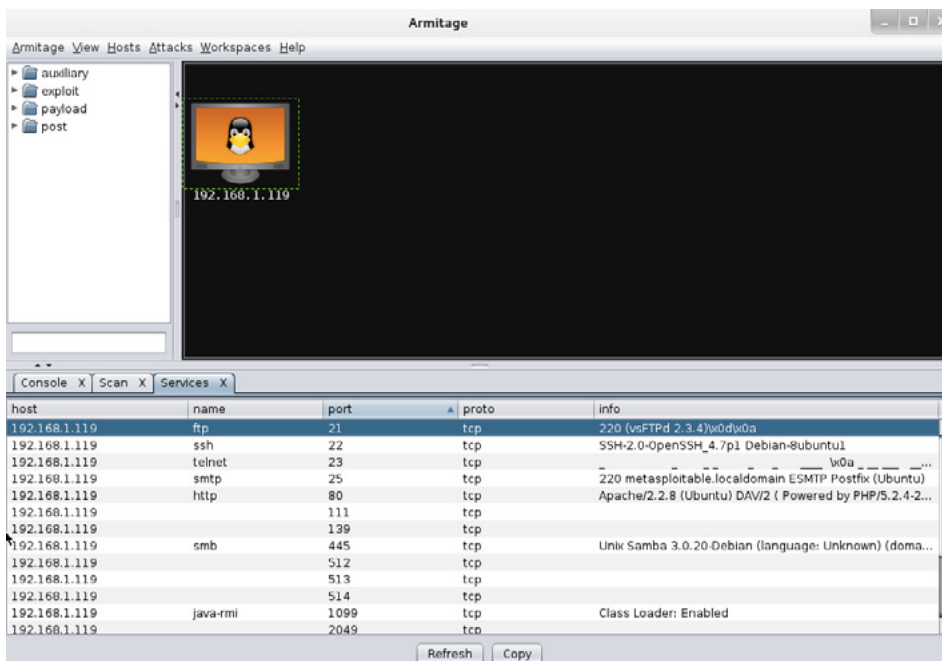 Armitage
Armitage View Hosts Attacks Workspaces Help
auxiliary
exploit
payload
post
192.168.1.119
Console X Scan X Services X
host name port proto info
192.168.1.119 ftp 21 tcp 220 (vsFTPd 2.3.4)\x0d\x0a
192.168.1.119 ssh 22 tcp SSH-2.0-OpenSSH_4.7p1 Debian-8ubuntu1
192.168.1.119 telnet 23 tcp _ _ _ _ _ _ ____ \x0a _ ___ ___ __...
192.168.1.119 smtp 25 tcp 220 metasploitable.localdomain ESMTP Postfix (Ubuntu)
192.168.1.119 http 80 tcp Apache/2.2.8 (Ubuntu) DAV/2 ( Powered by PHP/5.2.4-2...
192.168.1.119 111 tcp
192.168.1.119 139 tcp
192.168.1.119 smb 445 tcp Unix Samba 3.0.20-Debian (language: Unknown) (doma...
192.168.1.119 512 tcp
192.168.1.119 513 tcp
192.168.1.119 514 tcp
192.168.1.119 java-rmi 1099 tcp Class Loader: Enabled
192.168.1.119 2049 tcp
Refresh Copy